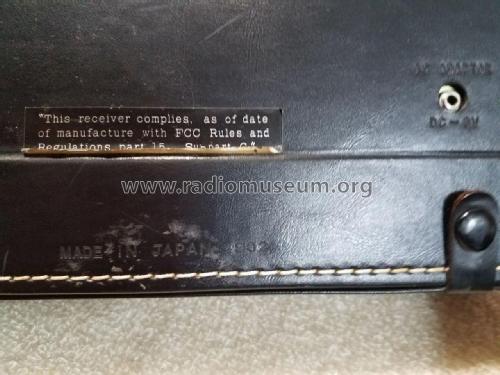 AC ADAPTOR
DC-9V
"This receiver complies, as of date
of manufacture with FCC Rules and
Regulations part 15 Subpart C"
www.radiomuseum.org
MADE IN JAPAN